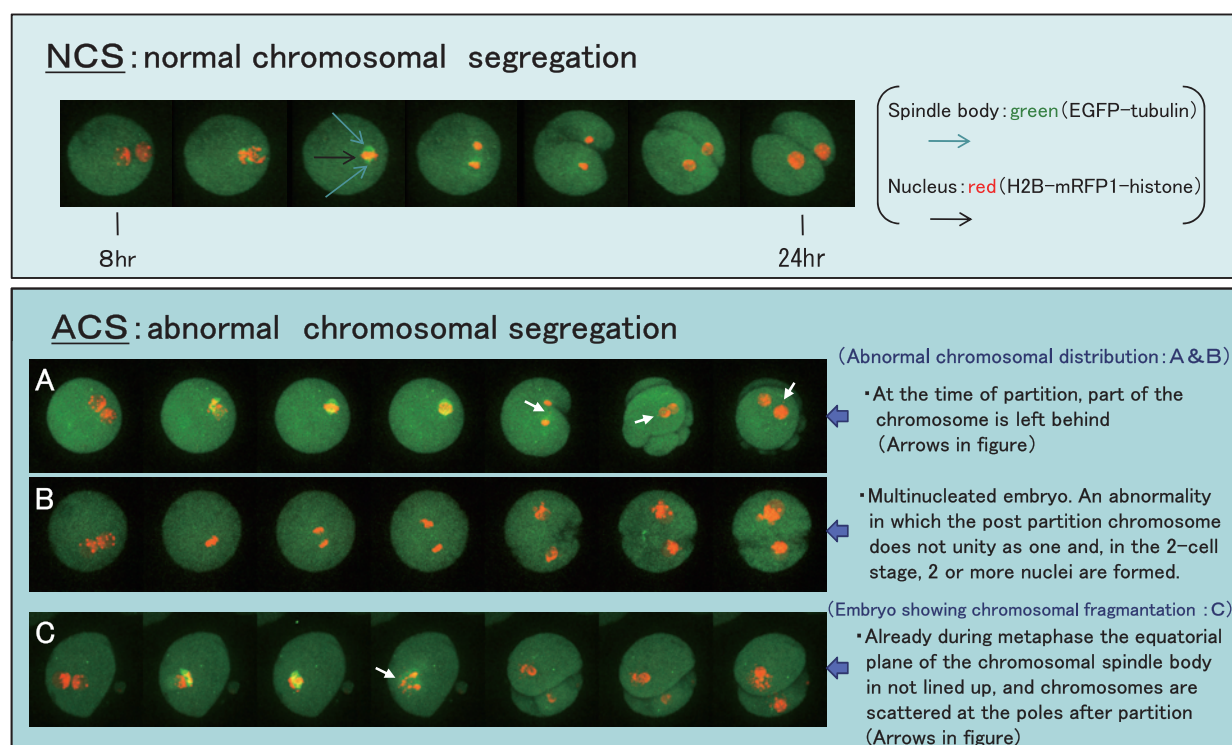 NCS：normal chromosomal segregation
Spindle body：green(EGFP-tubulin)
Nucleus：red(H2B-mRFP1-histone)
8hr
24hr
ACS：abnormal chromosomal segregation
(Abnormal chromosomal distribution：A＆B)
A
・At the time of partition, part of the
chromosome is left behind
(Arrows in figure)
B
・Multinucleated embryo. An abnormality
in which the post partition chromosome
does not unity as one and, in the 2-cell
stage, 2 or more nuclei are formed.
(Embryo showing chromosomal fragmantation：C)
C
・Already during metaphase the equatorial
plane of the chromosomal spindle body
in not lined up, and chromosomes are
scattered at the poles after partition
(Arrows in figure)